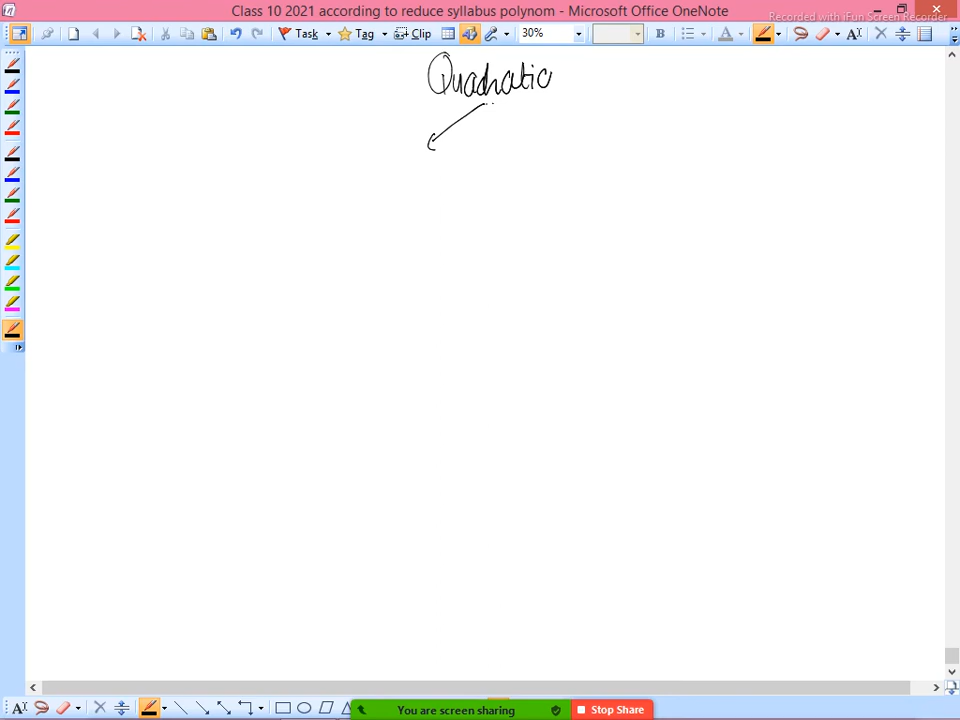 Class 10 2021 according to reduce syllabus polynom - Microsoft Office OneNote
Recorded with iFun Screen Recorder
Task Tag Clip 30% B A A
Quadratic
A
You are screen sharing Stop Share